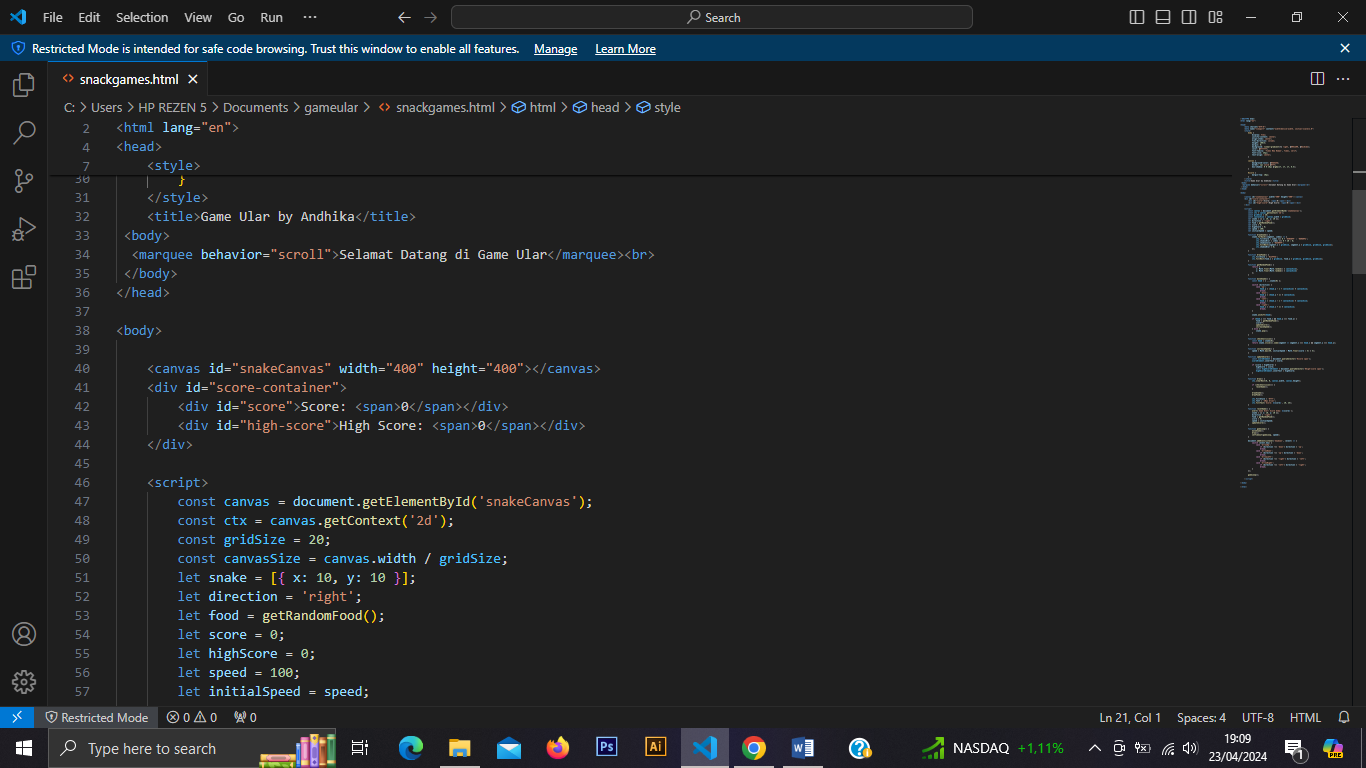 File Edit Selection View Go Run ··· Search
Restricted Mode is intended for safe code browsing. Trust this window to enable all features. Manage Learn More
snackgames.html
C: > Users > HP REZEN 5 > Documents > gameular > snackgames.html > html > head > style
2 <html lang="en">
4 <head>
7 <style>
30 }
31 </style>
32 <title>Game Ular by Andhika</title>
33 <body>
34 <marquee behavior="scroll">Selamat Datang di Game Ular</marquee><br>
35 </body>
36 </head>
37
38 <body>
39
40 <canvas id="snakeCanvas" width="400" height="400"></canvas>
41 <div id="score-container">
42 <div id="score">Score: <span>0</span></div>
43 <div id="high-score">High Score: <span>0</span></div>
44 </div>
45
46 <script>
47 const canvas = document.getElementById('snakeCanvas');
48 const ctx = canvas.getContext('2d');
49 const gridSize = 20;
50 const canvasSize = canvas.width / gridSize;
51 let snake = [{ x: 10, y: 10 }];
52 let direction = 'right';
53 let food = getRandomFood();
54 let score = 0;
55 let highScore = 0;
56 let speed = 100;
57 let initialSpeed = speed;
Restricted Mode 0 0 0 Ln 21, Col 1 Spaces: 4 UTF-8 HTML
Type here to search Ps Ai W NASDAQ +1,11% 19:09
23/04/2024 1 PRE